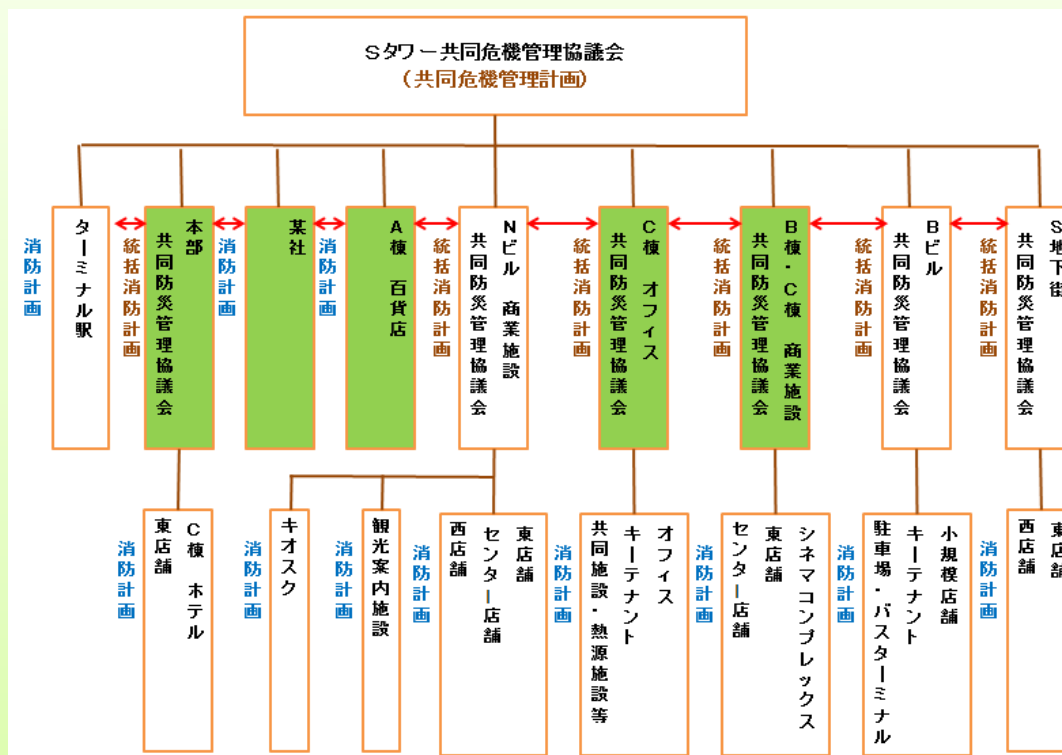 Sタワー共同危機管理協議会
（共同危機管理計画）
消防計画
ターミナル駅
統括消防計画
本部
共同防災管理協議会
消防計画
某社
消防計画
A棟 百貨店
統括消防計画
Nビル 商業施設
共同防災管理協議会
統括消防計画
C棟 オフィス
共同防災管理協議会
統括消防計画
B棟・C棟 商業施設
共同防災管理協議会
統括消防計画
Bビル
共同防災管理協議会
統括消防計画
S地下街
共同防災管理協議会
消防計画
C棟 ホテル
東店舗
消防計画
キオスク
消防計画
観光案内施設
消防計画
東店舗
センター店舗
西店舗
消防計画
オフィス
キーテナント
共同施設・熱源施設等
消防計画
シネマコンプレックス
東店舗
センター店舗
消防計画
小規模店舗
キーテナント
駐車場・バスターミナル
消防計画
東店舗
西店舗